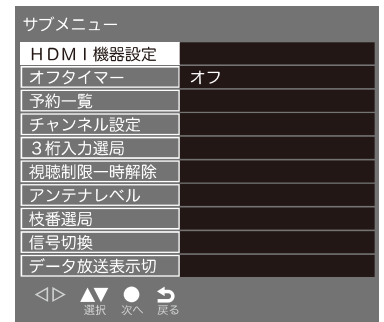 サブメニュー
ＨＤＭＩ機器設定
オフタイマー オフ
予約一覧
チャンネル設定
３桁入力選局
視聴制限一時解除
アンテナレベル
枝番選局
信号切換
データ放送表示切
選択 次へ 戻る